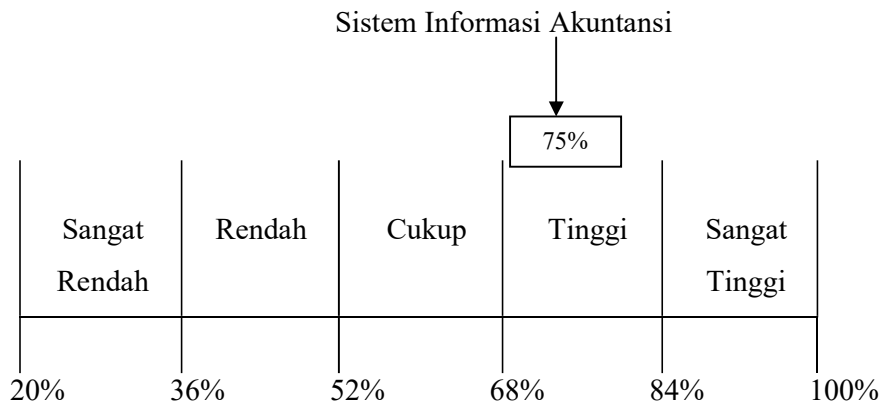 Sistem Informasi Akuntansi
75%
Sangat Rendah Cukup Tinggi Sangat
Rendah Tinggi
20% 36% 52% 68% 84% 100%